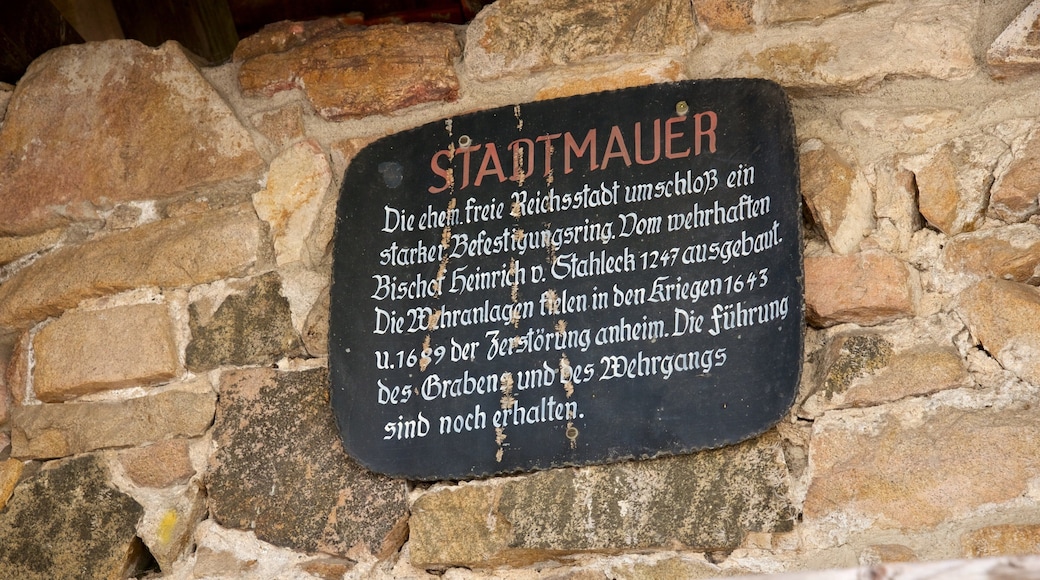 STADTMAUER
Die ehem. freie Reichsstadt umschloß ein
starker Befestigungsring. Vom wehrhaften
Bischof Heinrich v. Stahleck 1247 ausgebaut.
Die Wehranlagen fielen in den Kriegen 1643
u. 1689 der Zerstörung anheim. Die Führung
des Grabens und des Wehrgangs
sind noch erhalten.